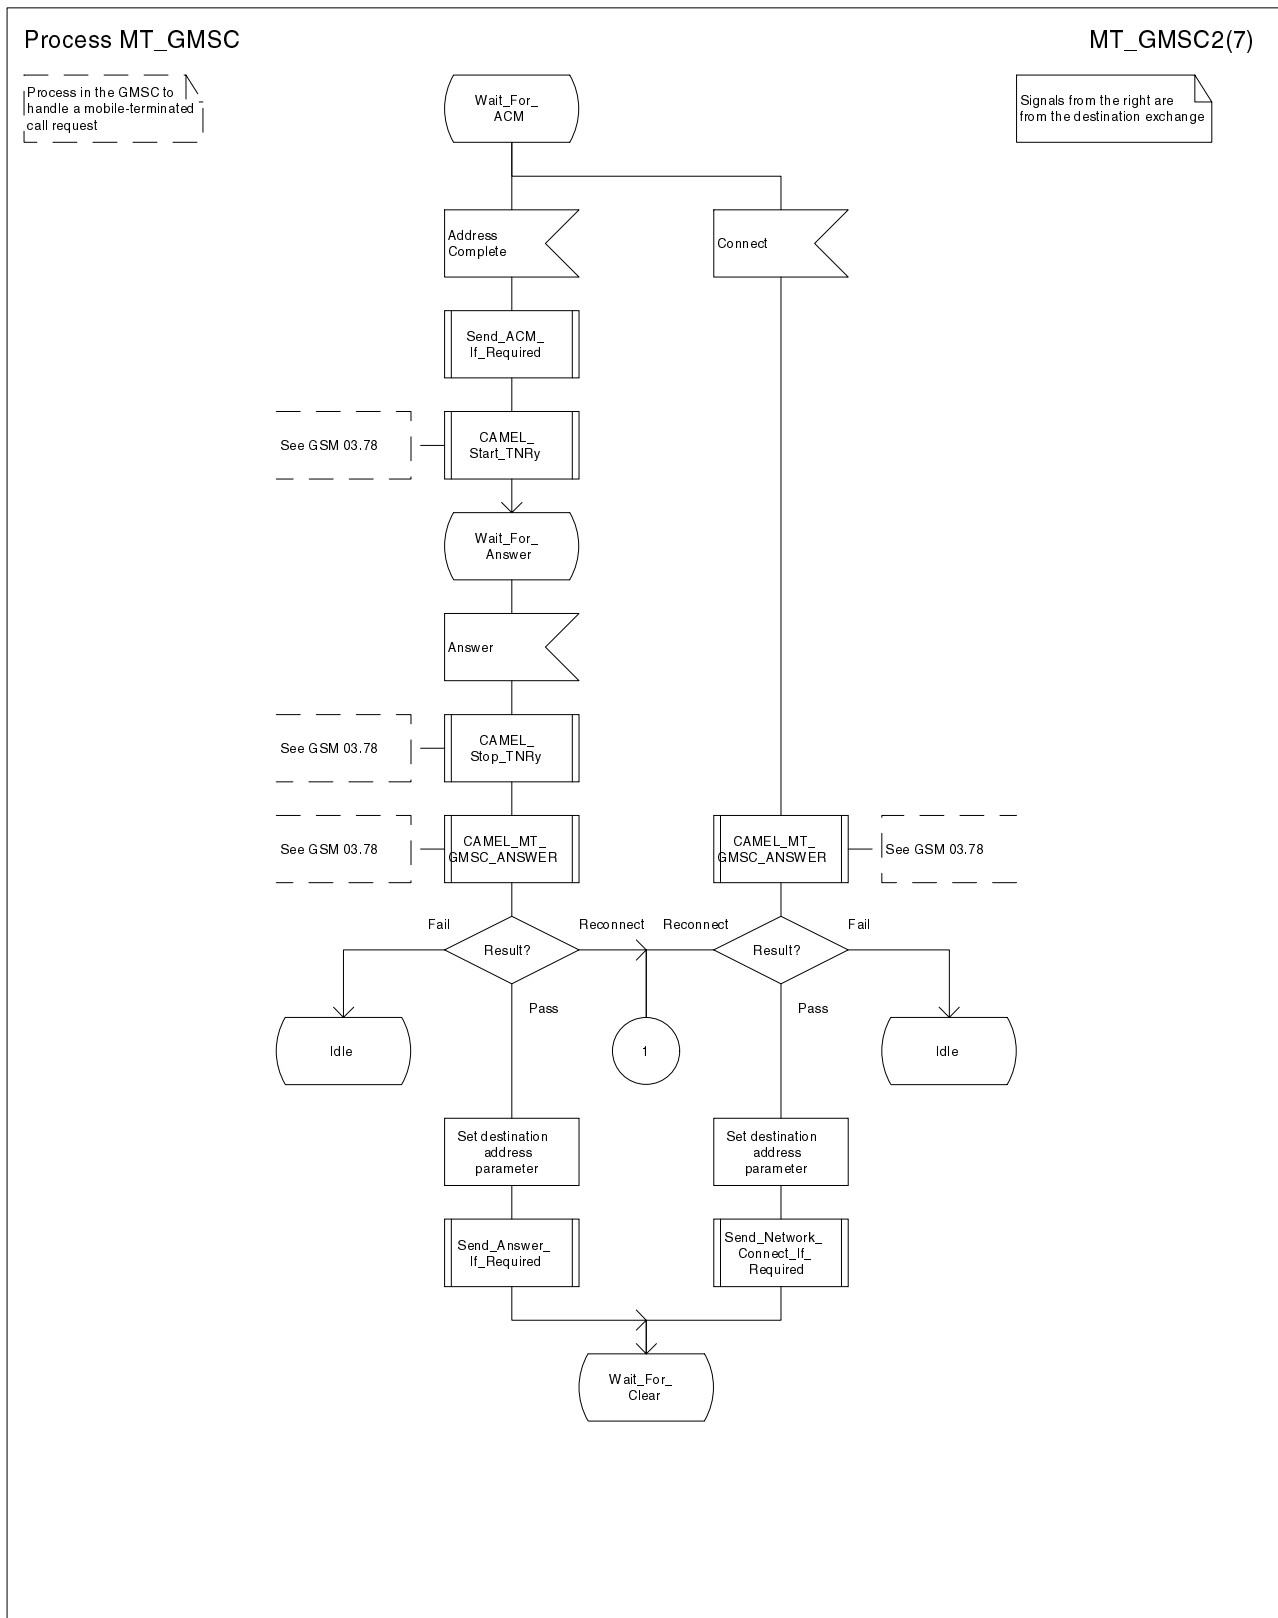 Process MT_GMSC
MT_GMSC2(7)
Process in the GMSC to
handle a mobile-terminated
call request
Signals from the right are
from the destination exchange
Wait_For_
ACM
Address
Complete
Connect
Send_ACM_
If_Required
See GSM 03.78
CAMEL_
Start_TNRy
Wait_For_
Answer
Answer
See GSM 03.78
CAMEL_
Stop_TNRy
See GSM 03.78
CAMEL_MT_
GMSC_ANSWER
CAMEL_MT_
GMSC_ANSWER
See GSM 03.78
Fail
Reconnect
Reconnect
Fail
Result?
Result?
Pass
Pass
Idle
1
Idle
Set destination
address
parameter
Set destination
address
parameter
Send_Answer_
If_Required
Send_Network_
Connect_If_
Required
Wait_For_
Clear